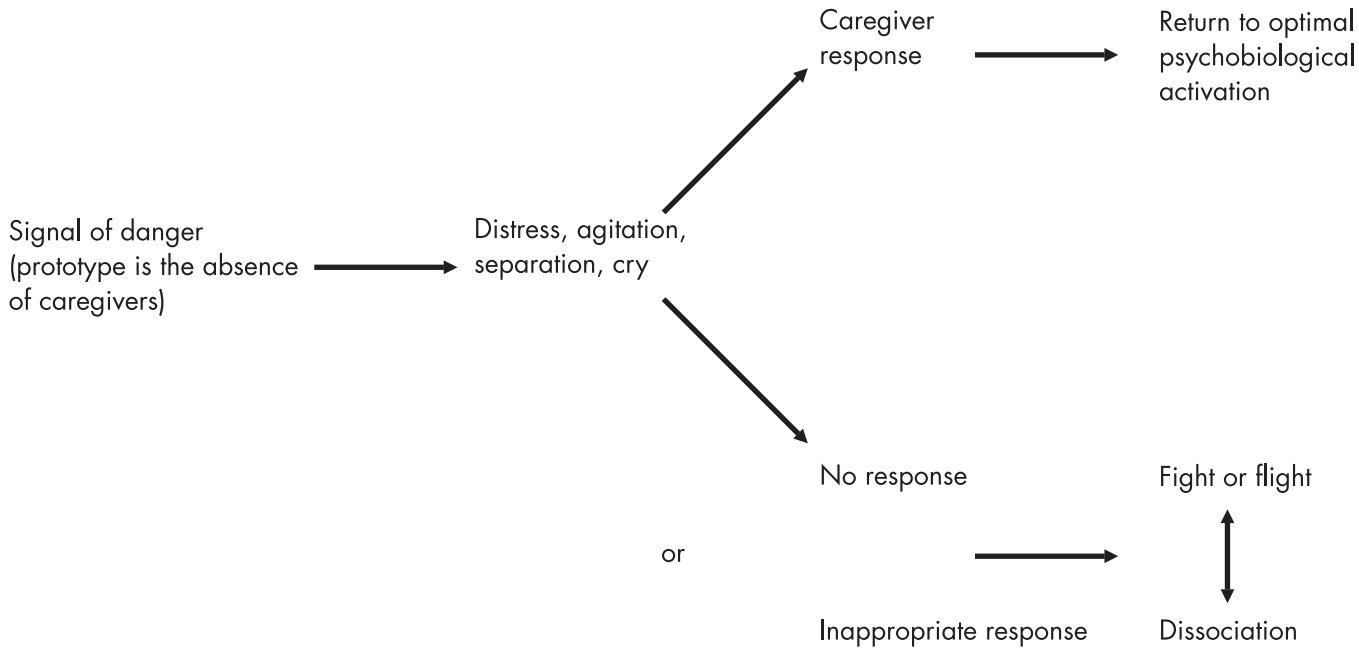 Caregiver
response
Return to optimal
psychobiological
activation
Signal of danger
(prototype is the absence
of caregivers)
Distress, agitation,
separation, cry
No response
Fight or flight
or
Inappropriate response
Dissociation